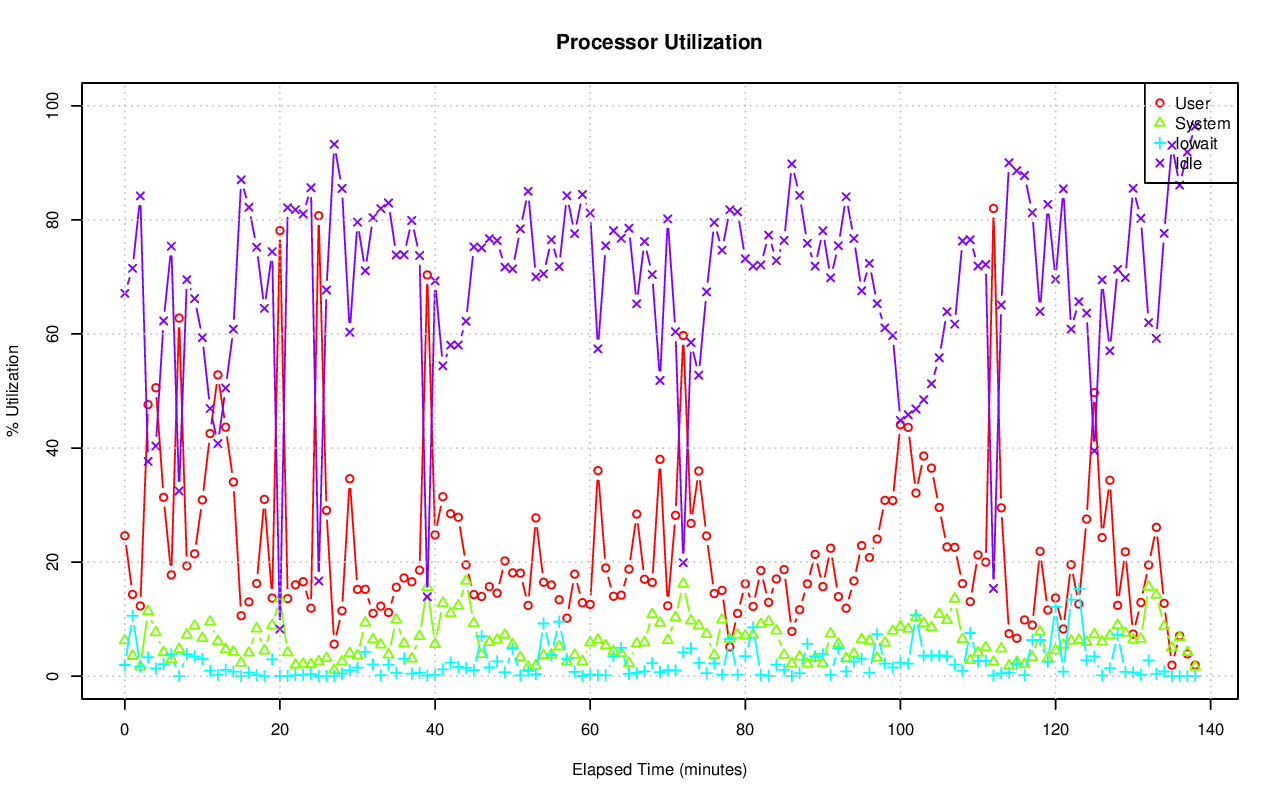 Processor Utilization
100
80
60
40
20
0
% Utilization
User
System
Iowait
Idle
0 20 40 60 80 100 120 140
Elapsed Time (minutes)